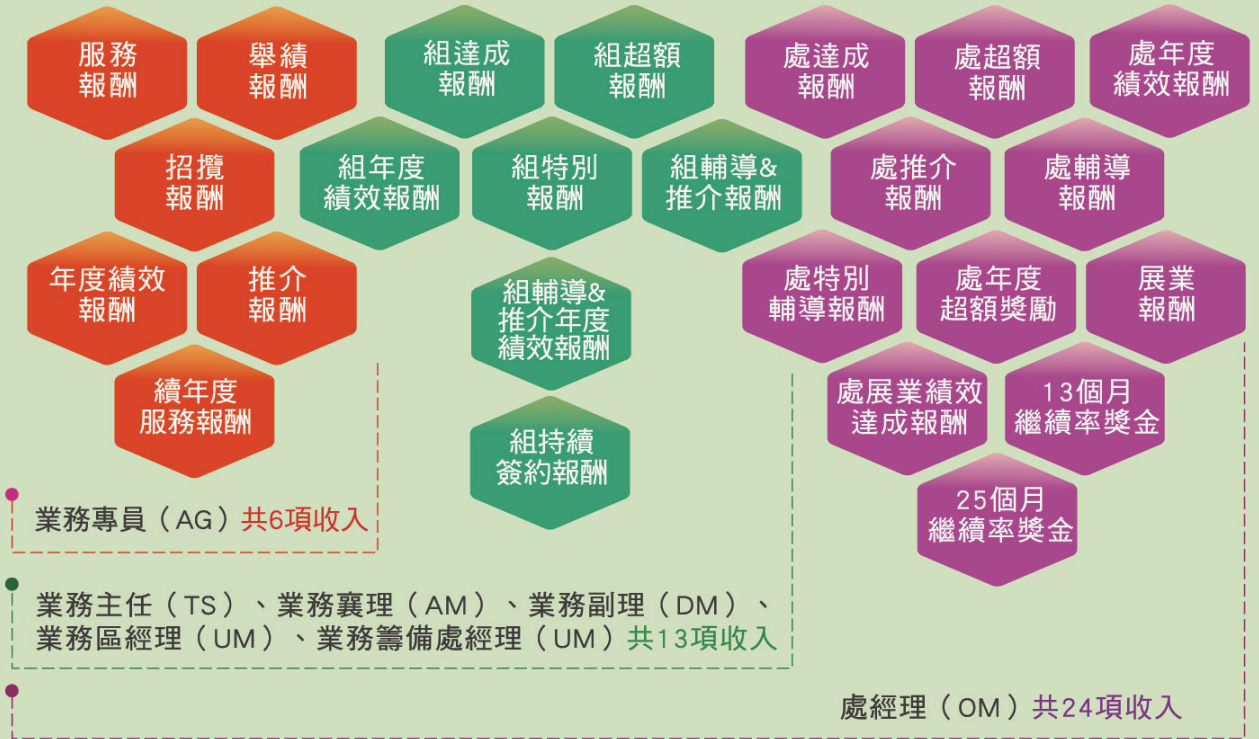 服務
報酬
舉績
報酬
招攬
報酬
年度績效
報酬
推介
報酬
續年度
服務報酬
組達成
報酬
組超額
報酬
組年度
績效報酬
組特別
報酬
組輔導&
推介報酬
組輔導&
推介年度
績效報酬
組持續
簽約報酬
處達成
報酬
處超額
報酬
處年度
績效報酬
處推介
報酬
處輔導
報酬
處特別
輔導報酬
處年度
超額獎勵
展業
報酬
處展業績效
達成報酬
13個月
繼續率獎金
25個月
繼續率獎金
業務專員（AG）共6項收入
業務主任（TS）、業務襄理（AM）、業務副理（DM）、
業務區經理（UM）、業務籌備處經理（UM）共13項收入
處經理（OM）共24項收入